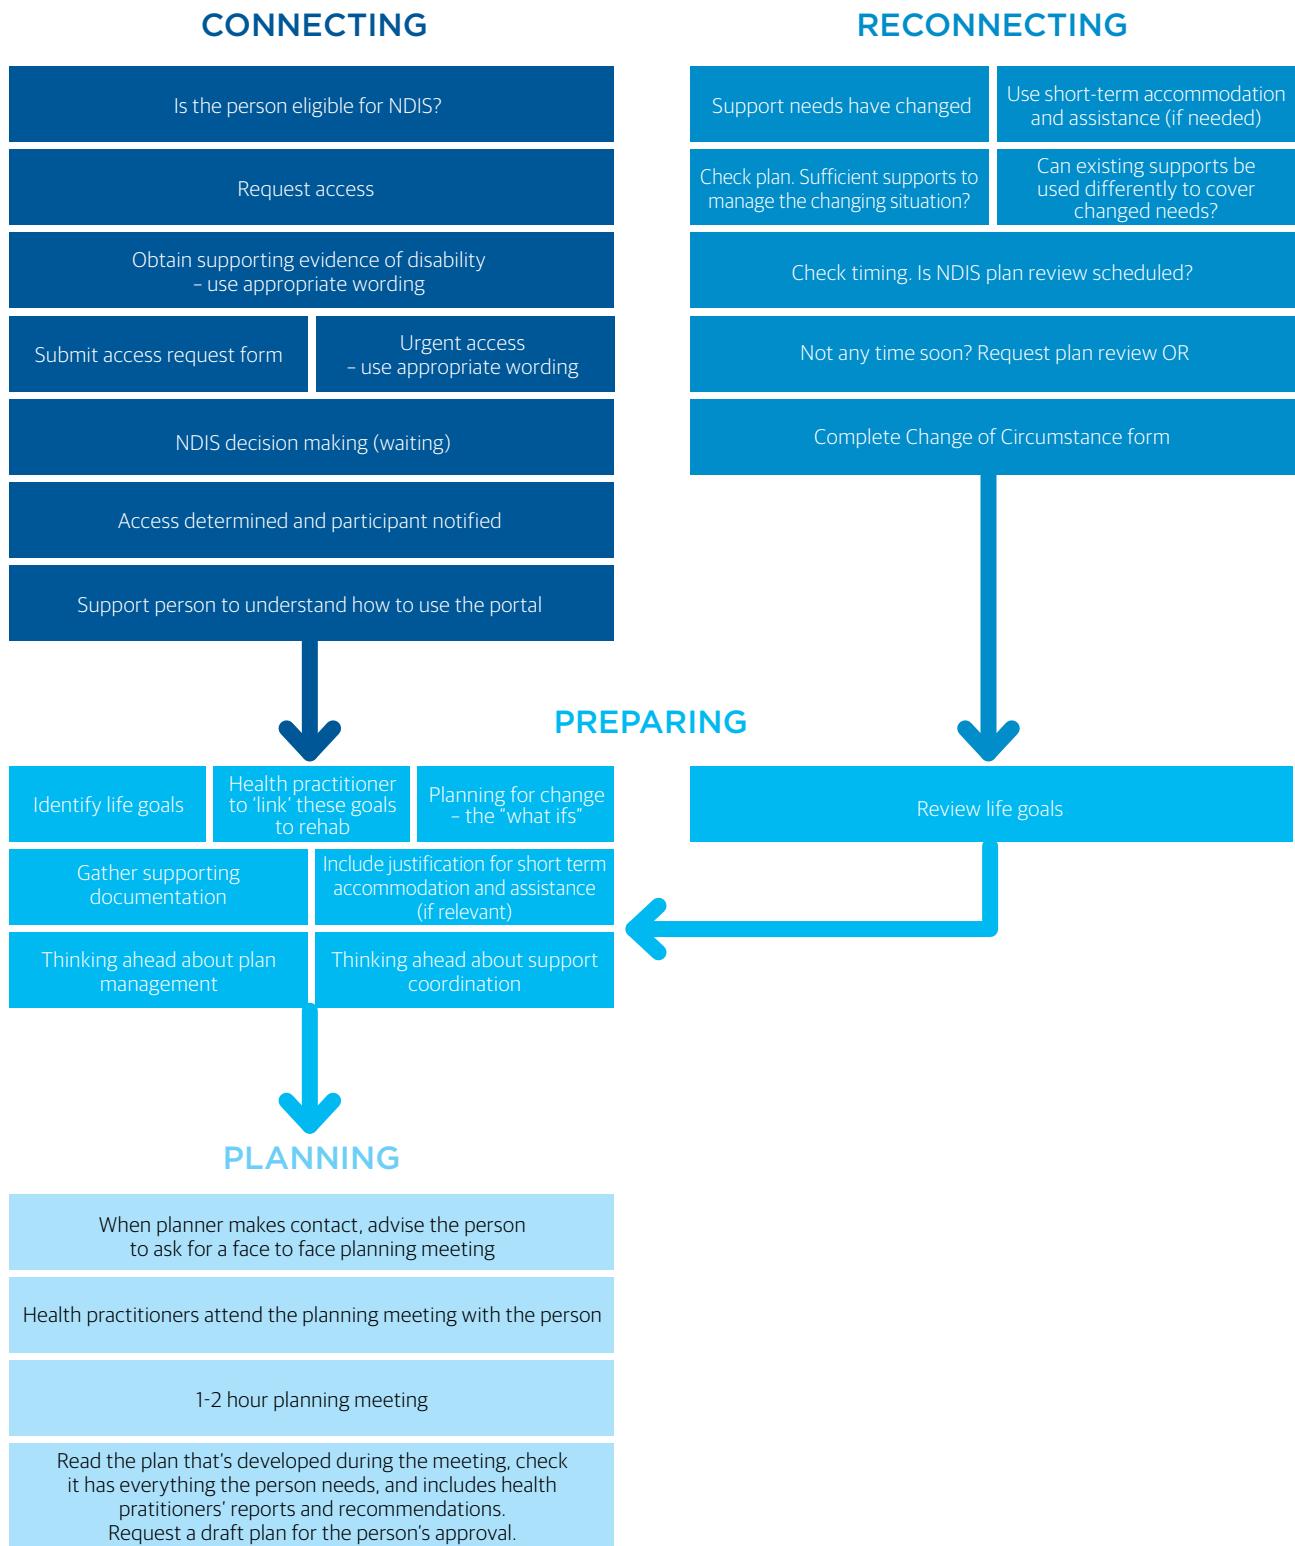 CONNECTING
Is the person eligible for NDIS?
Request access
Obtain supporting evidence of disability
– use appropriate wording
Submit access request form
Urgent access
– use appropriate wording
NDIS decision making (waiting)
Access determined and participant notified
Support person to understand how to use the portal
RECONNECTING
Support needs have changed
Use short-term accommodation
and assistance (if needed)
Check plan. Sufficient supports to
manage the changing situation?
Can existing supports be
used differently to cover
changed needs?
Check timing. Is NDIS plan review scheduled?
Not any time soon? Request plan review OR
Complete Change of Circumstance form
PREPARING
Identify life goals
Health practitioner
to ‘link’ these goals
to rehab
Planning for change
– the “what ifs”
Review life goals
Gather supporting
documentation
Include justification for short term
accommodation and assistance
(if relevant)
Thinking ahead about plan
management
Thinking ahead about support
coordination
PLANNING
When planner makes contact, advise the person
to ask for a face to face planning meeting
Health practitioners attend the planning meeting with the person
1-2 hour planning meeting
Read the plan that’s developed during the meeting, check
it has everything the person needs, and includes health
pratitioners’ reports and recommendations.
Request a draft plan for the person’s approval.